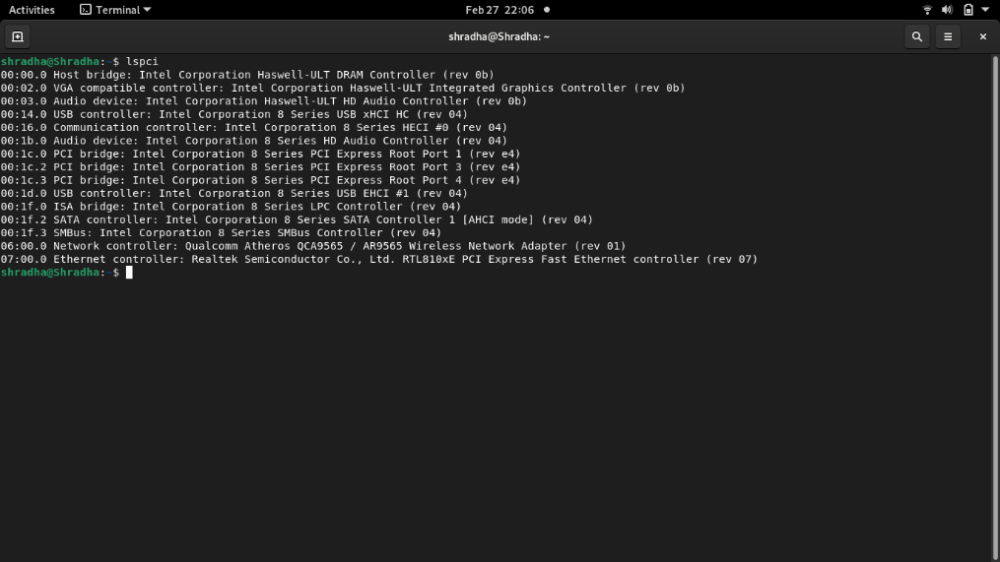 Activities Terminal Feb 27 22:06
shradha@Shradha: ~
shradha@Shradha:~$ lspci
00:00.0 Host bridge: Intel Corporation Haswell-ULT DRAM Controller (rev 0b)
00:02.0 VGA compatible controller: Intel Corporation Haswell-ULT Integrated Graphics Controller (rev 0b)
00:03.0 Audio device: Intel Corporation Haswell-ULT HD Audio Controller (rev 0b)
00:14.0 USB controller: Intel Corporation 8 Series USB xHCI HC (rev 04)
00:16.0 Communication controller: Intel Corporation 8 Series HECI #0 (rev 04)
00:1b.0 Audio device: Intel Corporation 8 Series HD Audio Controller (rev 04)
00:1c.0 PCI bridge: Intel Corporation 8 Series PCI Express Root Port 1 (rev e4)
00:1c.2 PCI bridge: Intel Corporation 8 Series PCI Express Root Port 3 (rev e4)
00:1c.3 PCI bridge: Intel Corporation 8 Series PCI Express Root Port 4 (rev e4)
00:1d.0 USB controller: Intel Corporation 8 Series USB EHCI #1 (rev 04)
00:1f.0 ISA bridge: Intel Corporation 8 Series LPC Controller (rev 04)
00:1f.2 SATA controller: Intel Corporation 8 Series SATA Controller 1 [AHCI mode] (rev 04)
00:1f.3 SMBus: Intel Corporation 8 Series SMBus Controller (rev 04)
06:00.0 Network controller: Qualcomm Atheros QCA9565 / AR9565 Wireless Network Adapter (rev 01)
07:00.0 Ethernet controller: Realtek Semiconductor Co., Ltd. RTL810xE PCI Express Fast Ethernet controller (rev 07)
shradha@Shradha:~$